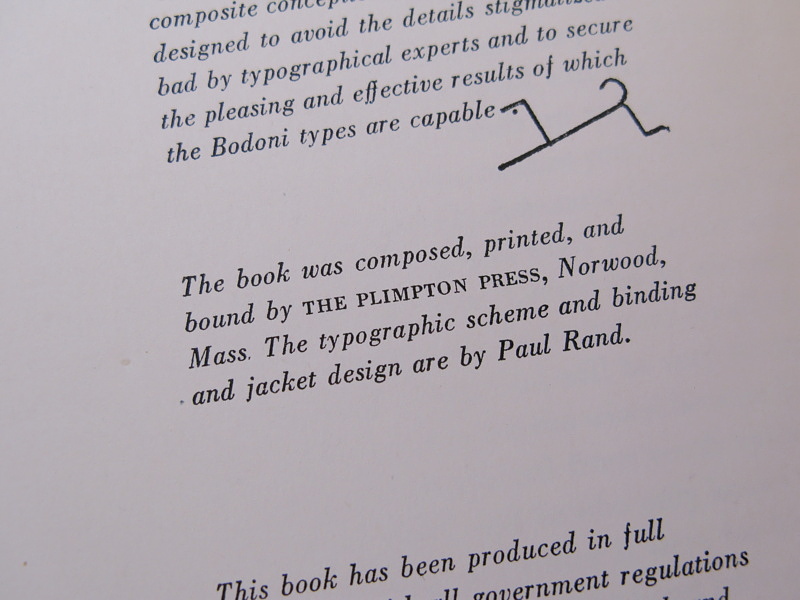 composite
designed to avoid the details
bad by typographical experts and to secure
the pleasing and effective results of which
the Bodoni types are capable.
The book was composed, printed, and
bound by THE PLIMPTON PRESS, Norwood,
Mass. The typographic scheme and binding
and jacket design are by Paul Rand.
This book has been produced in full
government regulations